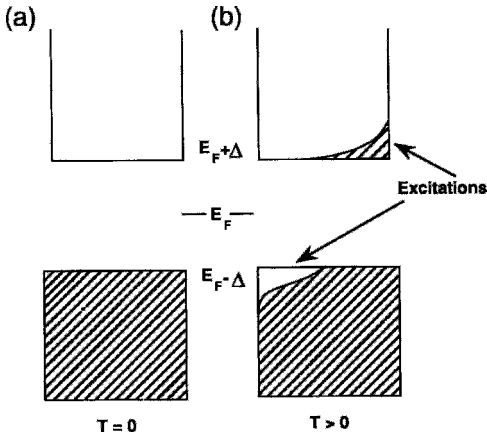 (a) (b)
E_F+Δ
Excitations
E_F
E_F-Δ
T = 0 T > 0